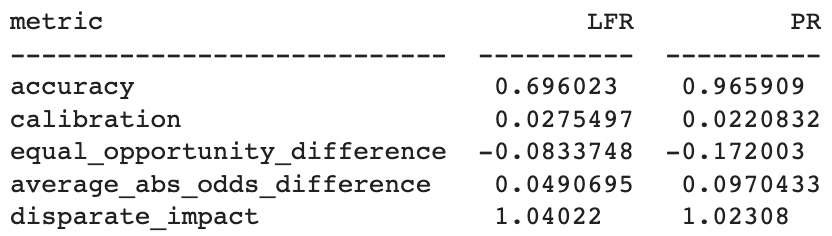 metric LFR PR
---------------------------- ---------- ----------
accuracy 0.696023 0.965909
calibration 0.0275497 0.0220832
equal_opportunity_difference -0.0833748 -0.172003
average_abs_odds_difference 0.0490695 0.0970433
disparate_impact 1.04022 1.02308